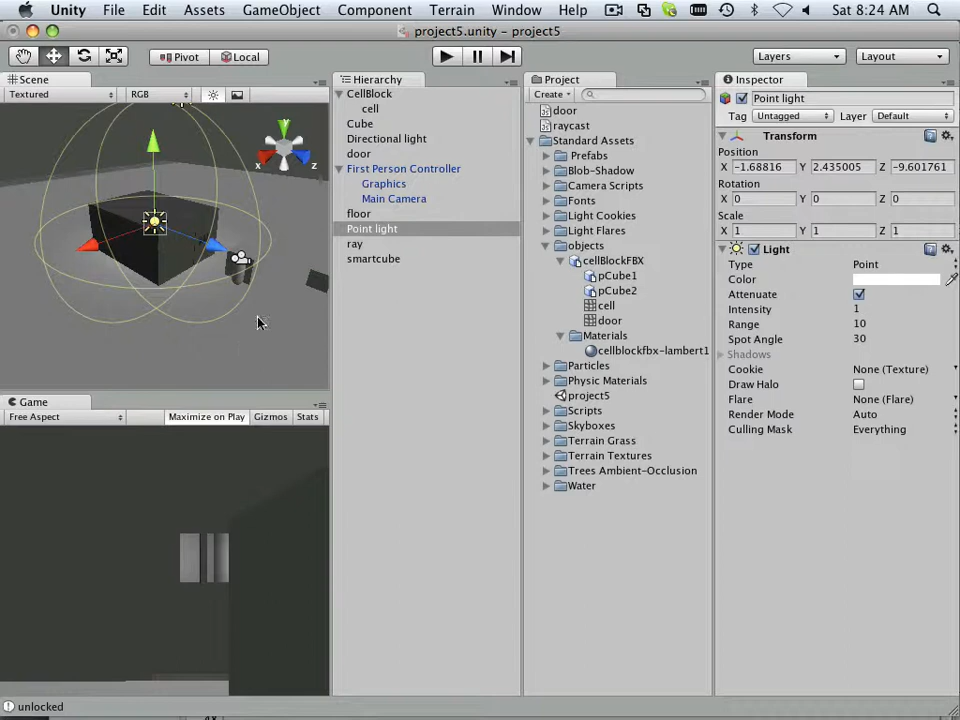 Unity File Edit Assets GameObject Component Terrain Window Help Sat 8:24 AM
project5.unity – project5
Pivot Local Layers Layout
Scene
Textured RGB
y
x z
Game
Free Aspect Maximize on Play Gizmos Stats
Hierarchy
CellBlock
cell
Cube
Directional light
door
First Person Controller
Graphics
Main Camera
floor
Point light
ray
smartcube
Project
Create
door
raycast
Standard Assets
Prefabs
Blob-Shadow
Camera Scripts
Fonts
Light Cookies
Light Flares
objects
cellBlockFBX
pCube1
pCube2
cell
door
Materials
cellblockfbx-lambert1
Particles
Physic Materials
project5
Scripts
Skyboxes
Terrain Grass
Terrain Textures
Trees Ambient-Occlusion
Water
Inspector
Point light
Tag Untagged Layer Default
Transform
Position
X -1.68816 Y 2.435005 Z -9.601761
Rotation
X 0 Y 0 Z 0
Scale
X 1 Y 1 Z 1
Light
Type Point
Color
Attenuate
Intensity 1
Range 10
Spot Angle 30
Shadows
Cookie None (Texture)
Draw Halo
Flare None (Flare)
Render Mode Auto
Culling Mask Everything
unlocked